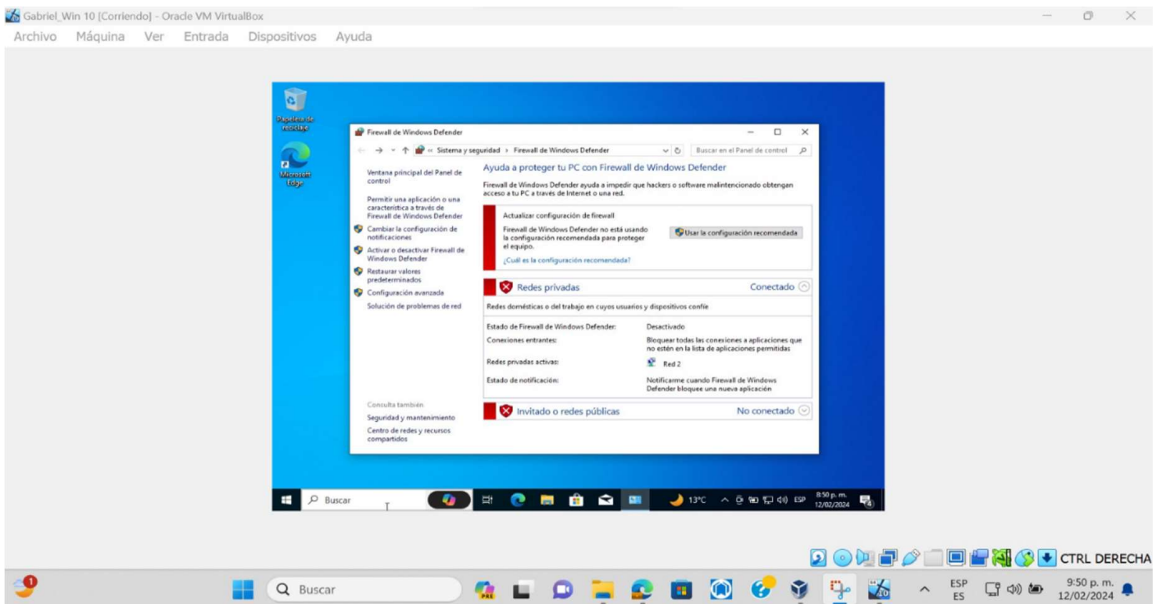 Gabriel_Win 10 [Corriendo] - Oracle VM VirtualBox
Archivo Máquina Ver Entrada Dispositivos Ayuda
Papelera de
reciclaje
Microsoft
Edge
Firewall de Windows Defender
Sistema y seguridad > Firewall de Windows Defender
Buscar en el Panel de control
Ventana principal del Panel de
control
Permitir una aplicación o una
característica a través de
Firewall de Windows Defender
Cambiar la configuración de
notificaciones
Activar o desactivar Firewall de
Windows Defender
Restaurar valores
predeterminados
Configuración avanzada
Solución de problemas de red
Consulta también
Seguridad y mantenimiento
Centro de redes y recursos
compartidos
Ayuda a proteger tu PC con Firewall de Windows Defender
Firewall de Windows Defender ayuda a impedir que hackers o software malintencionado obtengan
acceso a tu PC a través de Internet o una red.
Actualizar configuración de firewall
Firewall de Windows Defender no está usando
la configuración recomendada para proteger
el equipo.
Usar la configuración recomendada
¿Cuál es la configuración recomendada?
Redes privadas Conectado
Redes domésticas o del trabajo en cuyos usuarios y dispositivos confíe
Estado de Firewall de Windows Defender: Desactivado
Conexiones entrantes: Bloquear todas las conexiones a aplicaciones que
no estén en la lista de aplicaciones permitidas
Redes privadas activas: Red 2
Estado de notificación: Notificarme cuando Firewall de Windows
Defender bloquee una nueva aplicación
Invitado o redes públicas No conectado
Buscar
13°C
ESP
8:50 p. m.
12/02/2024
CTRL DERECHA
1
Buscar
PRE
ESP
ES
9:50 p. m.
12/02/2024